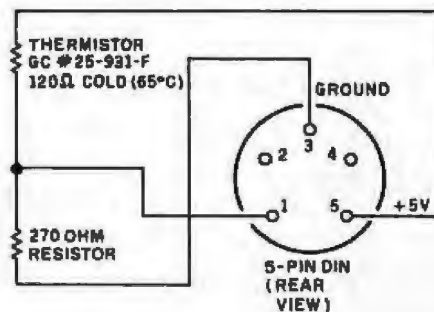 THERMISTOR
GC #25-931-F
120Ω COLD (65°C)
GROUND
3
2
4
1
5
+5V
270 OHM
RESISTOR
5-PIN DIN
(REAR
VIEW)